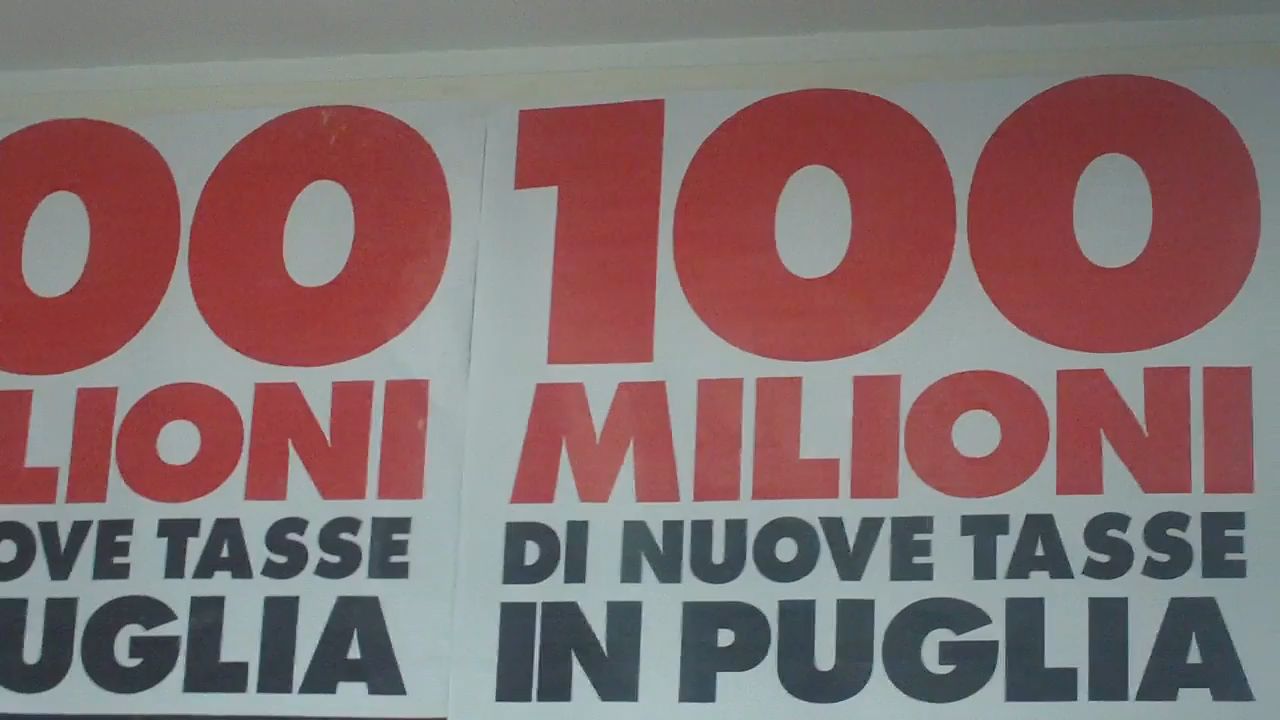 00
LIONI
OVE TASSE
UGLIA
100
MILIONI
DI NUOVE TASSE
IN PUGLIA